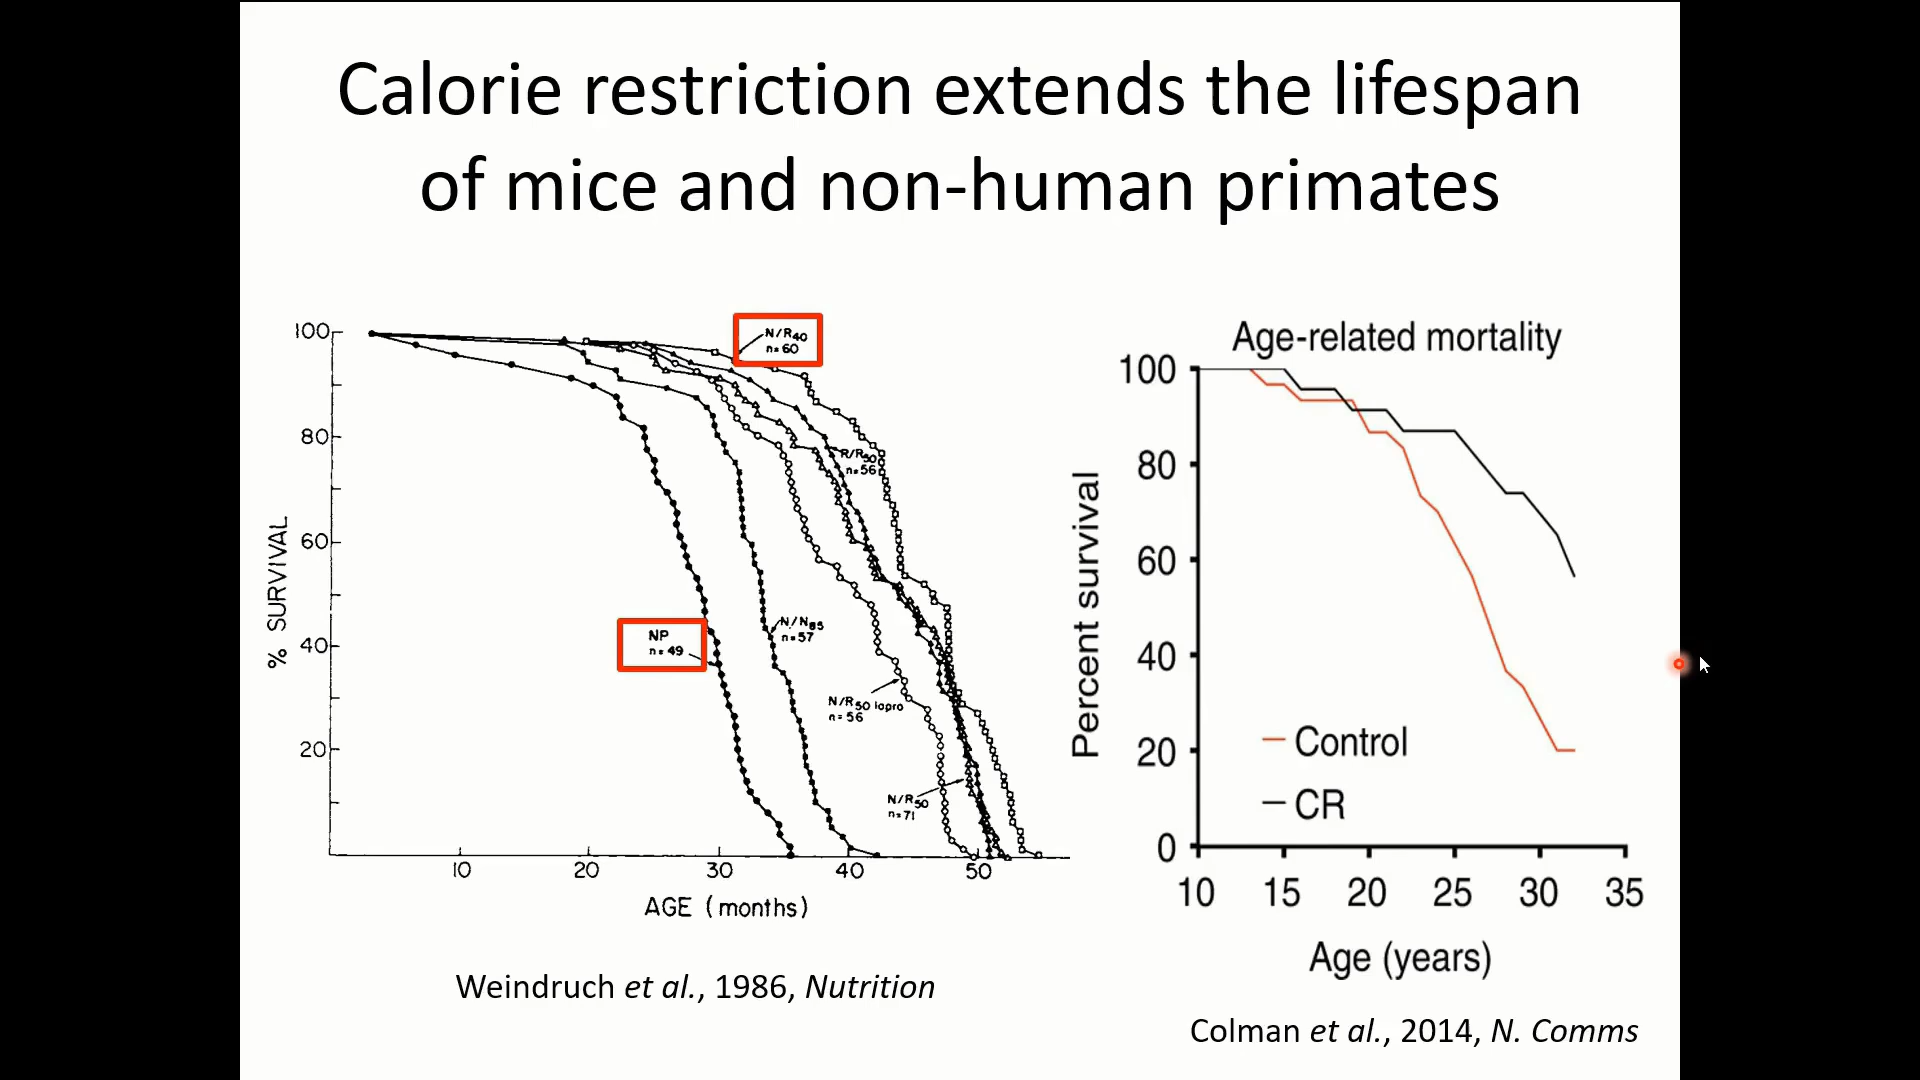 Calorie restriction extends the lifespan
of mice and non-human primates
100
80
60
40
20
% SURVIVAL
10
20
30
40
50
AGE (months)
N/R40
n=60
R/R50
n=56
NP
n=49
N/N85
n=57
N/R50 lopro
n=56
N/R50
n=71
Weindruch et al., 1986, Nutrition
Age-related mortality
100
80
60
40
20
0
Percent survival
Control
CR
10
15
20
25
30
35
Age (years)
Colman et al., 2014, N. Comms